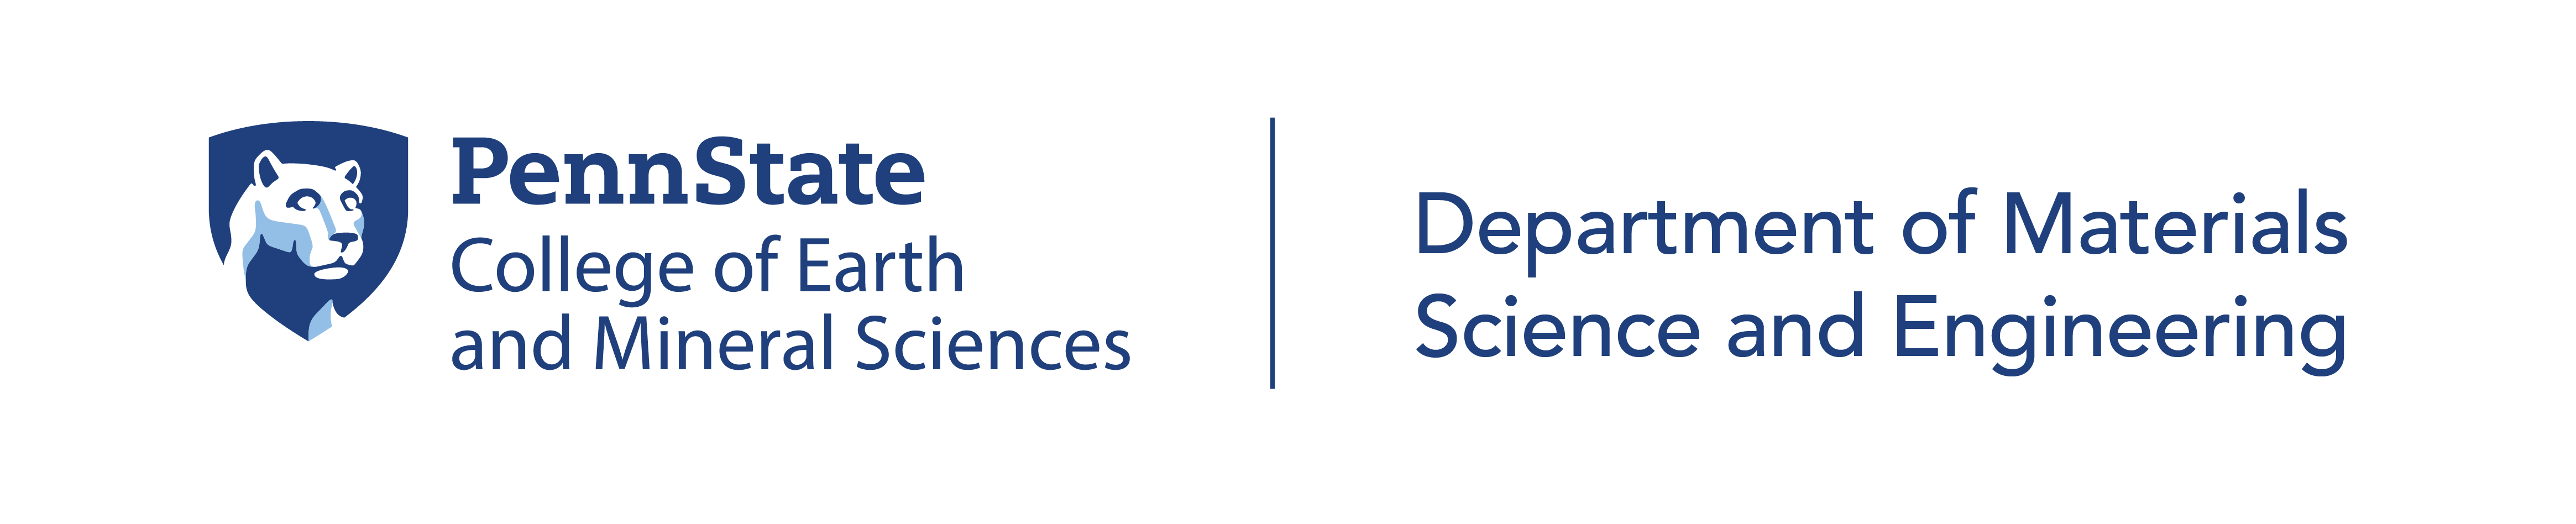 PennState
College of Earth
and Mineral Sciences
Department of Materials
Science and Engineering